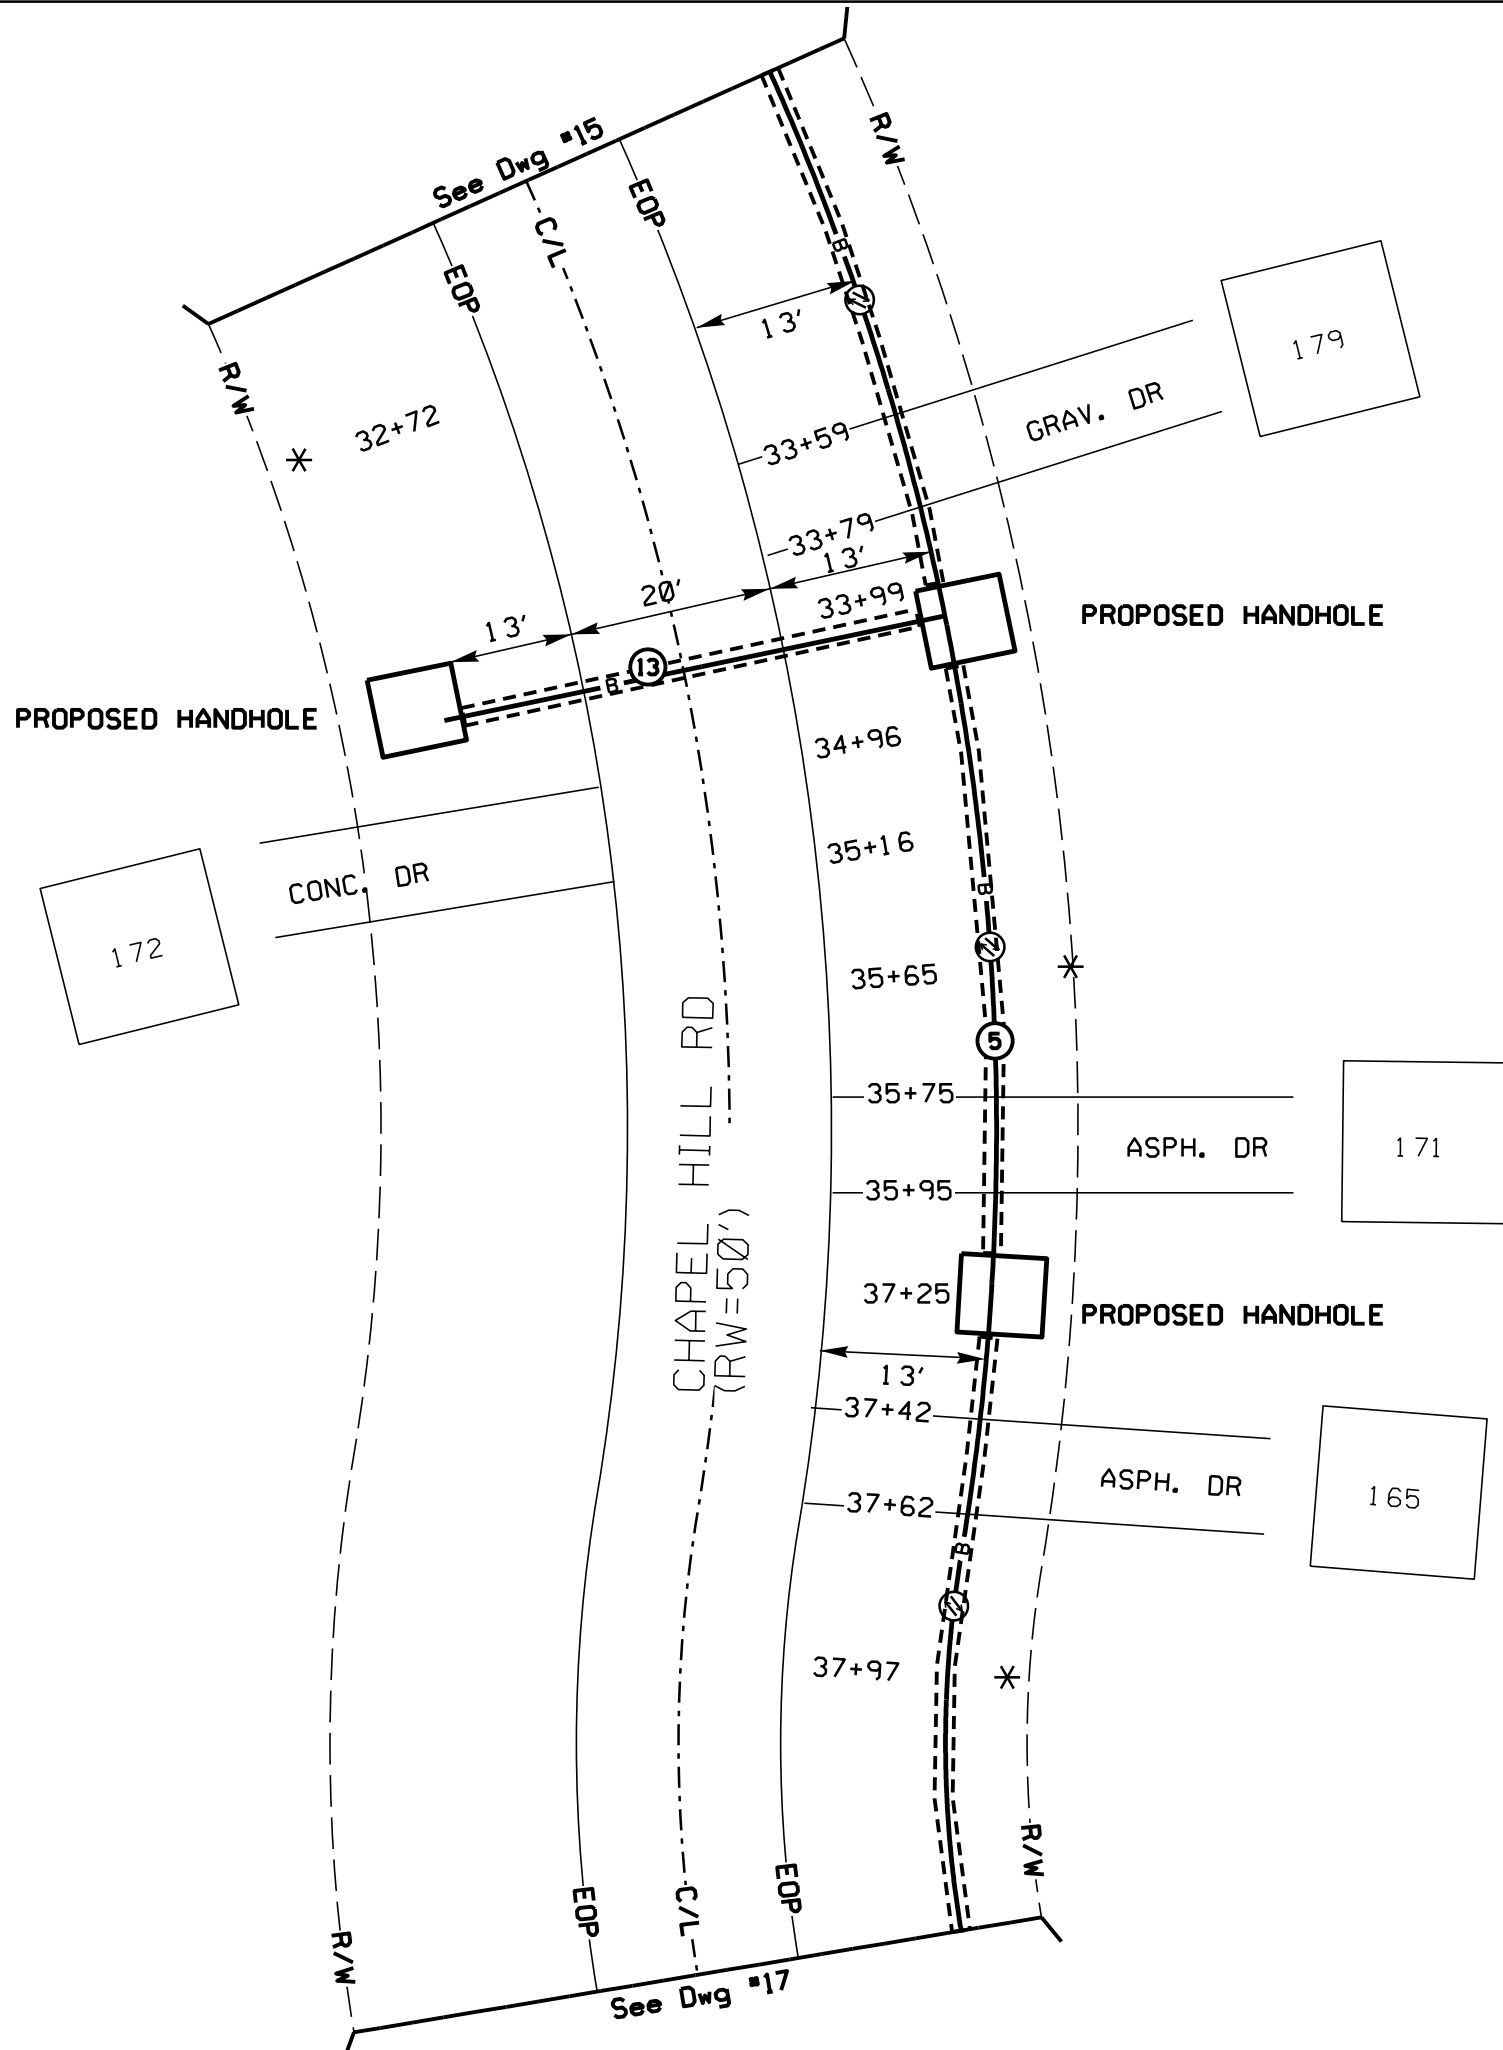 See Dwg #15
R/W
EOP
C/L
EOP
R/W
B
13'
179
32+72
33+59
GRAV. DR
33+79
13'
20'
13'
33+99
PROPOSED HANDHOLE
13
B
PROPOSED HANDHOLE
34+96
35+16
CONC. DR
172
B
35+65
5
35+75
ASPH. DR
171
35+95
CHAPEL HILL RD
(RW=50')
37+25
PROPOSED HANDHOLE
13'
37+42
ASPH. DR
165
37+62
B
37+97
R/W
EOP
C/L
EOP
R/W
See Dwg #17